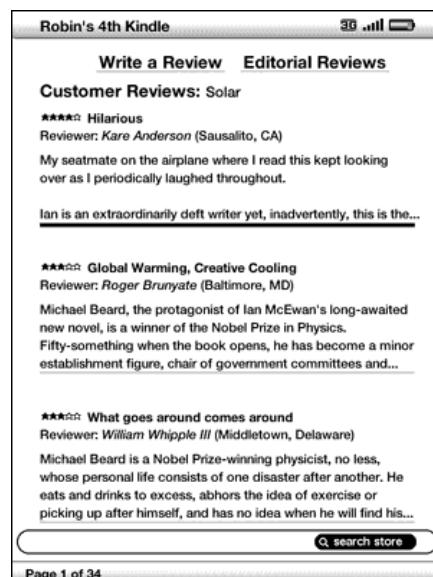 Robin's 4th Kindle 3G
Write a Review Editorial Reviews
Customer Reviews: Solar
Hilarious
Reviewer: Kare Anderson (Sausalito, CA)
My seatmate on the airplane where I read this kept looking
over as I periodically laughed throughout.
Ian is an extraordinarily deft writer yet, inadvertently, this is the...
Global Warming, Creative Cooling
Reviewer: Roger Brunyate (Baltimore, MD)
Michael Beard, the protagonist of Ian McEwan's long-awaited
new novel, is a winner of the Nobel Prize in Physics.
Fifty-something when the book opens, he has become a minor
establishment figure, chair of government committees and...
What goes around comes around
Reviewer: William Whipple III (Middletown, Delaware)
Michael Beard is a Nobel Prize-winning physicist, no less,
whose personal life consists of one disaster after another. He
eats and drinks to excess, abhors the idea of exercise or
picking up after himself, and has no idea when he will find his...
search store
Page 1 of 34